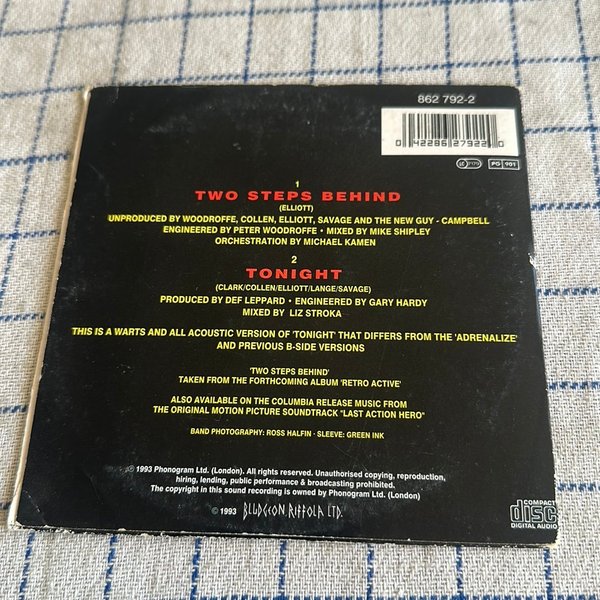 862 792-2
0 42286 27922 0
PG 901
1
TWO STEPS BEHIND
(ELLIOTT)
UNPRODUCED BY WOODROFFE, COLLEN, ELLIOTT, SAVAGE AND THE NEW GUY - CAMPBELL
ENGINEERED BY PETER WOODROFFE • MIXED BY MIKE SHIPLEY
ORCHESTRATION BY MICHAEL KAMEN
2
TONIGHT
(CLARK/COLLEN/ELLIOTT/LANGE/SAVAGE)
PRODUCED BY DEF LEPPARD • ENGINEERED BY GARY HARDY
MIXED BY LIZ STROKA
THIS IS A WARTS AND ALL ACOUSTIC VERSION OF 'TONIGHT' THAT DIFFERS FROM THE 'ADRENALIZE'
AND PREVIOUS B-SIDE VERSIONS
'TWO STEPS BEHIND'
TAKEN FROM THE FORTHCOMING ALBUM 'RETRO ACTIVE'
ALSO AVAILABLE ON THE COLUMBIA RELEASE MUSIC FROM
THE ORIGINAL MOTION PICTURE SOUNDTRACK "LAST ACTION HERO"
BAND PHOTOGRAPHY: ROSS HALFIN • SLEEVE: GREEN INK
℗ 1993 Phonogram Ltd. (London). All rights reserved. Unauthorised copying, reproduction,
hiring, lending, public performance & broadcasting prohibited.
The copyright in this sound recording is owned by Phonogram Ltd. (London)
© 1993 BLUDGEON RIFFOLA LTD.
COMPACT
disc
DIGITAL AUDIO